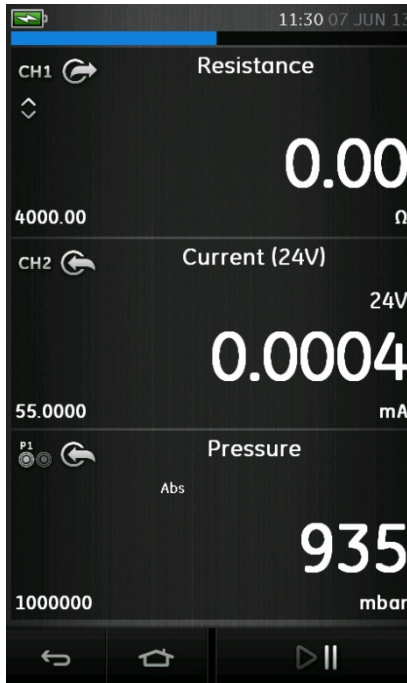 11:30 07 JUN 13
CH1 Resistance
0.00
4000.00 Ω
CH2 Current (24V)
24V
0.0004
55.0000 mA
P1 Pressure
Abs
935
1000000 mbar